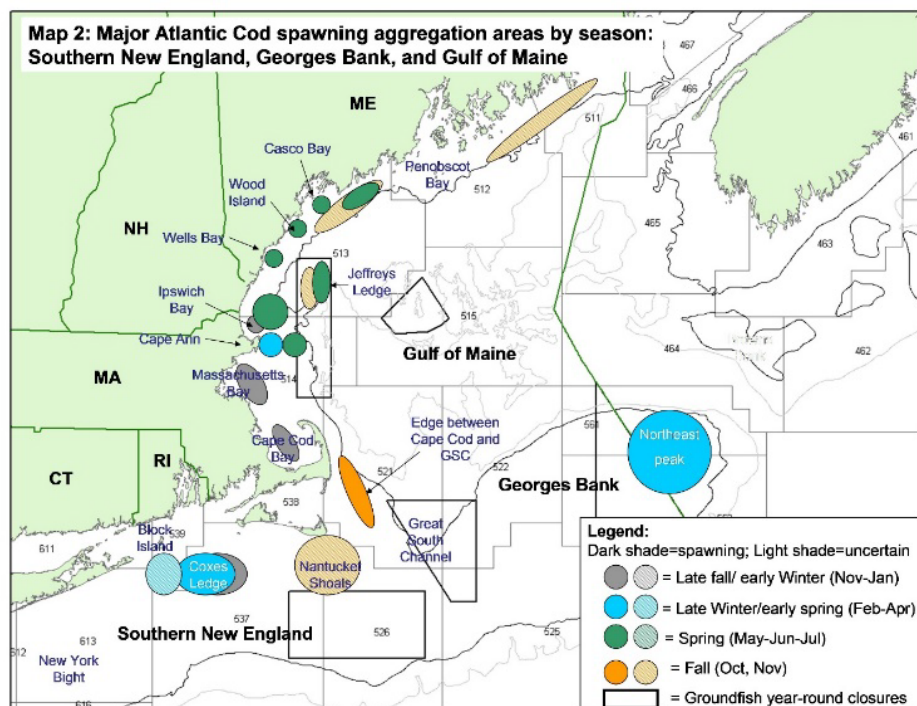 Map 2: Major Atlantic Cod spawning aggregation areas by season:
Southern New England, Georges Bank, and Gulf of Maine
467
466
ME
511
461
Casco Bay
Penobscot
Bay
512
Wood
Island
465
NH
463
Wells Bay
513
Jeffreys
Ledge
Ipswich
Bay
515
Cape Ann
Gulf of Maine
464
462
MA
Massachusetts
Bay
514
Edge between
Cape Cod and
GSC
561
Northeast
peak
Cape Cod
Bay
522
521
CT
RI
Georges Bank
538
Block
Island
539
611
Great
South
Channel
Coxes
Ledge
Nantucket
Shoals
537
526
Southern New England
525
613
612
New York
Bight
616
Legend:
Dark shade=spawning; Light shade=uncertain
= Late fall/ early Winter (Nov-Jan)
= Late Winter/early spring (Feb-Apr)
= Spring (May-Jun-Jul)
= Fall (Oct, Nov)
= Groundfish year-round closures